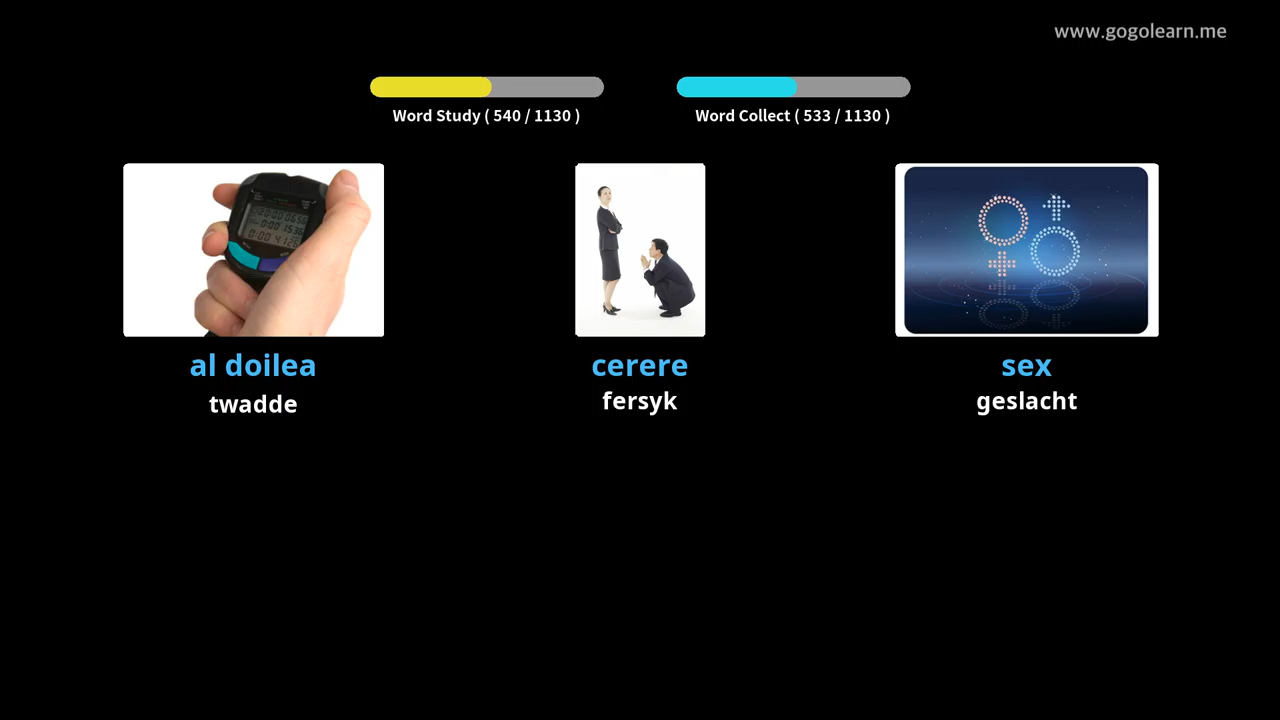 www.gogolearn.me
Word Study ( 540 / 1130 )
Word Collect ( 533 / 1130 )
al doilea
twadde
cerere
fersyk
sex
geslacht